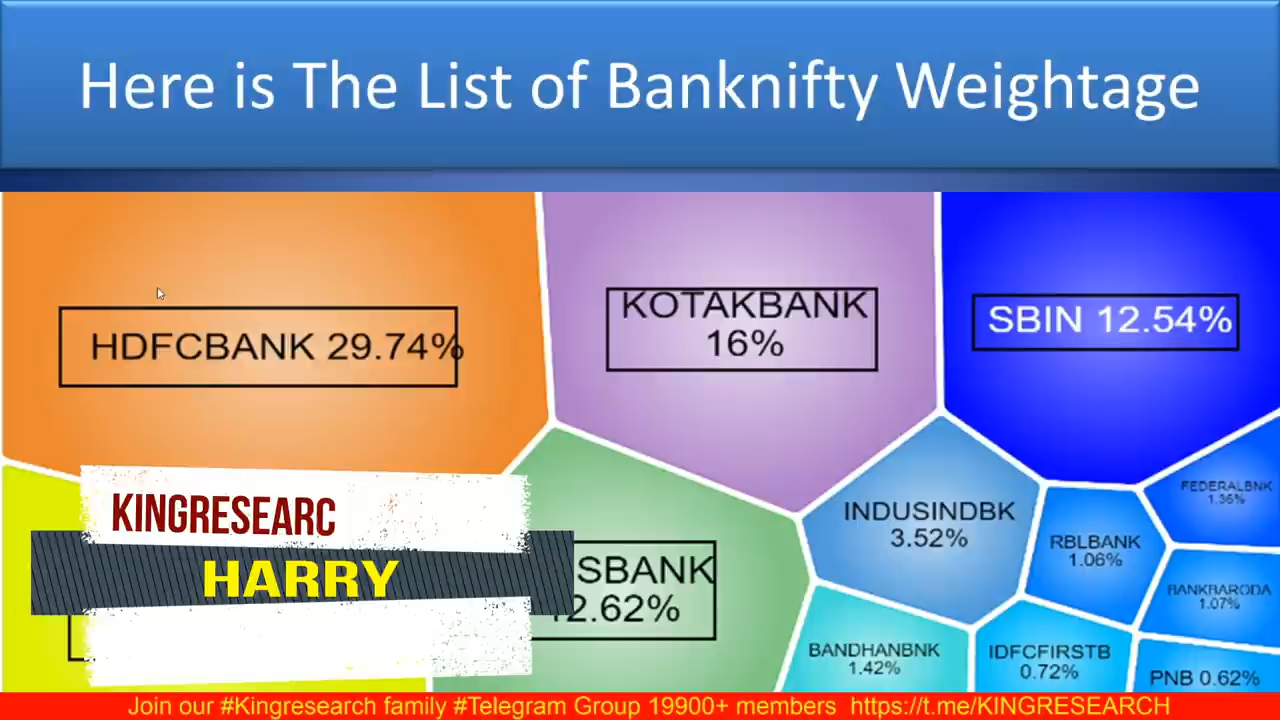 Here is The List of Banknifty Weightage
HDFCBANK 29.74%
KOTAKBANK
16%
SBIN 12.54%
KINGRESEARC
HARRY
SBANK
2.62%
INDUSINDBK
3.52%
RBLBANK
1.06%
FEDERALBNK
1.36%
BANKBARODA
1.07%
BANDHANBNK
1.42%
IDFCFIRSTB
0.72%
PNB 0.62%
Join our #Kingresearch family #Telegram Group 19900+ members https://t.me/KINGRESEARCH